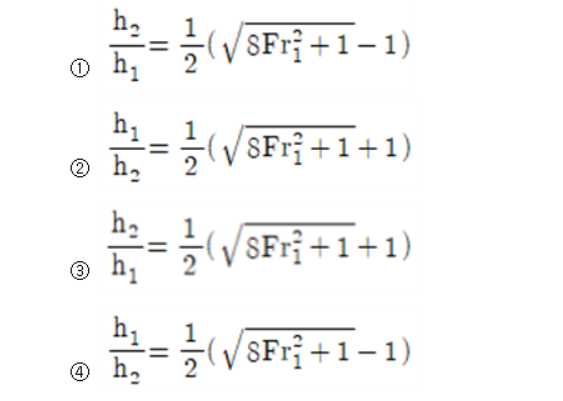 ① h₂/h₁ = 1/2(√(8Fr₁²+1) − 1)
② h₁/h₂ = 1/2(√(8Fr₁²+1) + 1)
③ h₂/h₁ = 1/2(√(8Fr₁²+1) + 1)
④ h₁/h₂ = 1/2(√(8Fr₁²+1) − 1)